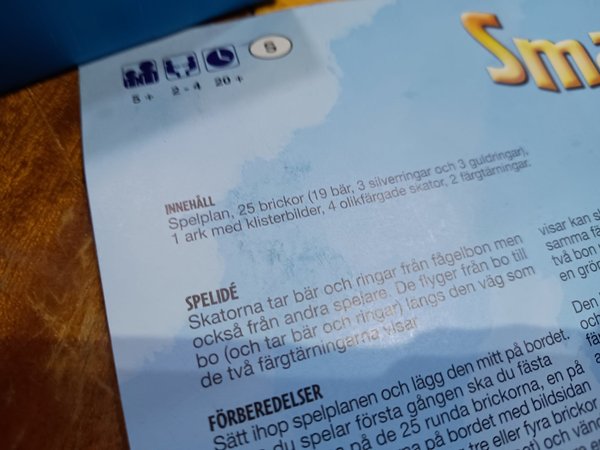 S
5+ 2-4 20+
Sma
INNEHÅLL
Spelplan, 25 brickor (19 bär, 3 silverringar och 3 guldringar),
1 ark med klisterbilder, 4 olikfärgade skator, 2 färgtärningar.
SPELIDÉ
Skatorna tar bär och ringar från fågelbon men
också från andra spelare. De flyger från bo till
bo (och tar bär och ringar) längs den väg som
de två färgtärningarna visar
FÖRBEREDELSER
Sätt ihop spelplanen och lägg den mitt på bordet.
du spelar första gången ska du fästa
på de 25 runda brickorna, en på
på bordet med bildsidan
tre eller fyra brickor
och vänd
visar kan s
samma fä
två bon
en grön
Den
och